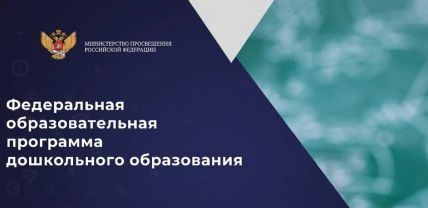 МИНИСТЕРСТВО ПРОСВЕЩЕНИЯ
РОССИЙСКОЙ ФЕДЕРАЦИИ
Федеральная
образовательная
программа
дошкольного образования